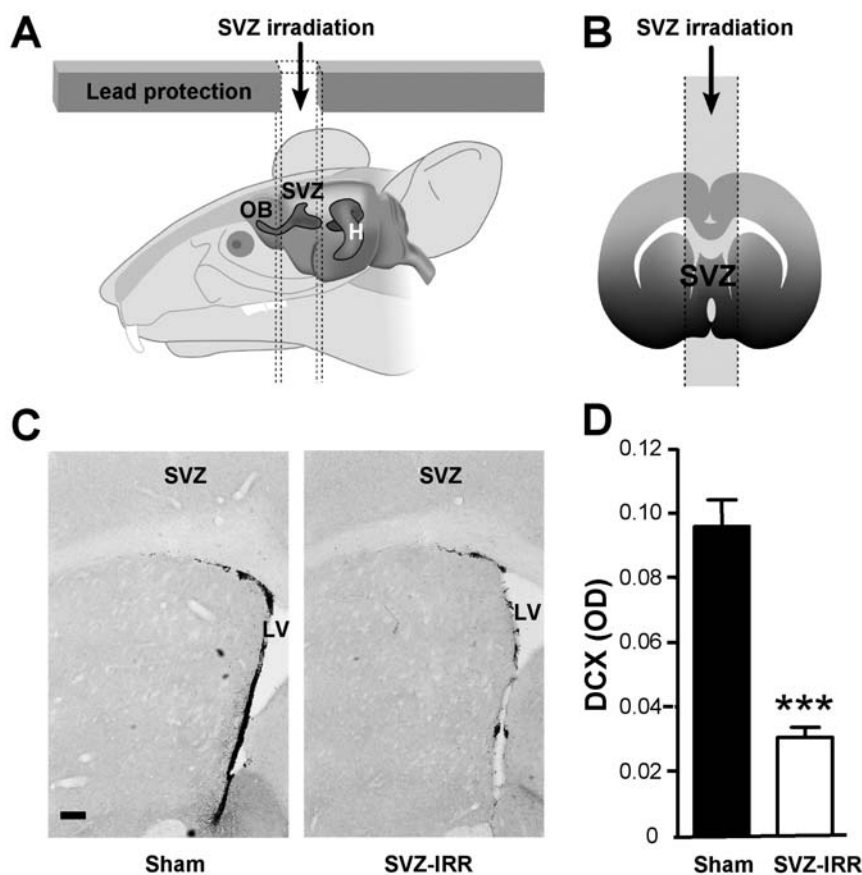 A
SVZ irradiation
Lead protection
OB
SVZ
H
B
SVZ irradiation
SVZ
C
SVZ
LV
Sham
SVZ
LV
SVZ-IRR
D
DCX (OD)
0.12
0.10
0.08
0.06
0.04
0.02
0
***
Sham
SVZ-IRR